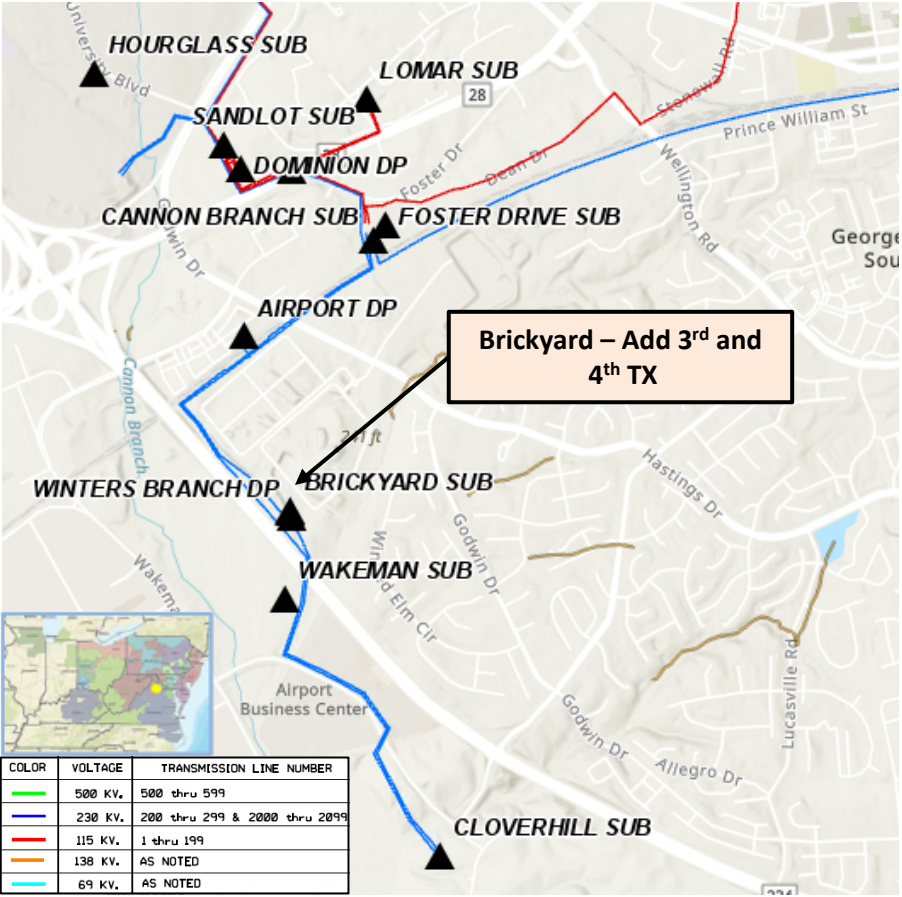 University Blvd
HOURGLASS SUB
LOMAR SUB
28
Stonewall Rd
SANDLOT SUB
Prince William St
DOMINION DP
Foster Dr
Dean Dr
Wellington Rd
CANNON BRANCH SUB
FOSTER DRIVE SUB
Godwin Dr
George
Sou
AIRPORT DP
Brickyard – Add 3rd and
4th TX
Cannon Branch
Hastings Dr
WINTERS BRANCH DP
BRICKYARD SUB
Godwin Dr
Elm Cir
WAKEMAN SUB
Wakema
Airport
Business Center
Lucasville Rd
Godwin Dr
Allegro Dr
COLOR VOLTAGE TRANSMISSION LINE NUMBER
500 KV. 500 thru 599
230 KV. 200 thru 299 & 2000 thru 2099
115 KV. 1 thru 199
138 KV. AS NOTED
69 KV. AS NOTED
CLOVERHILL SUB